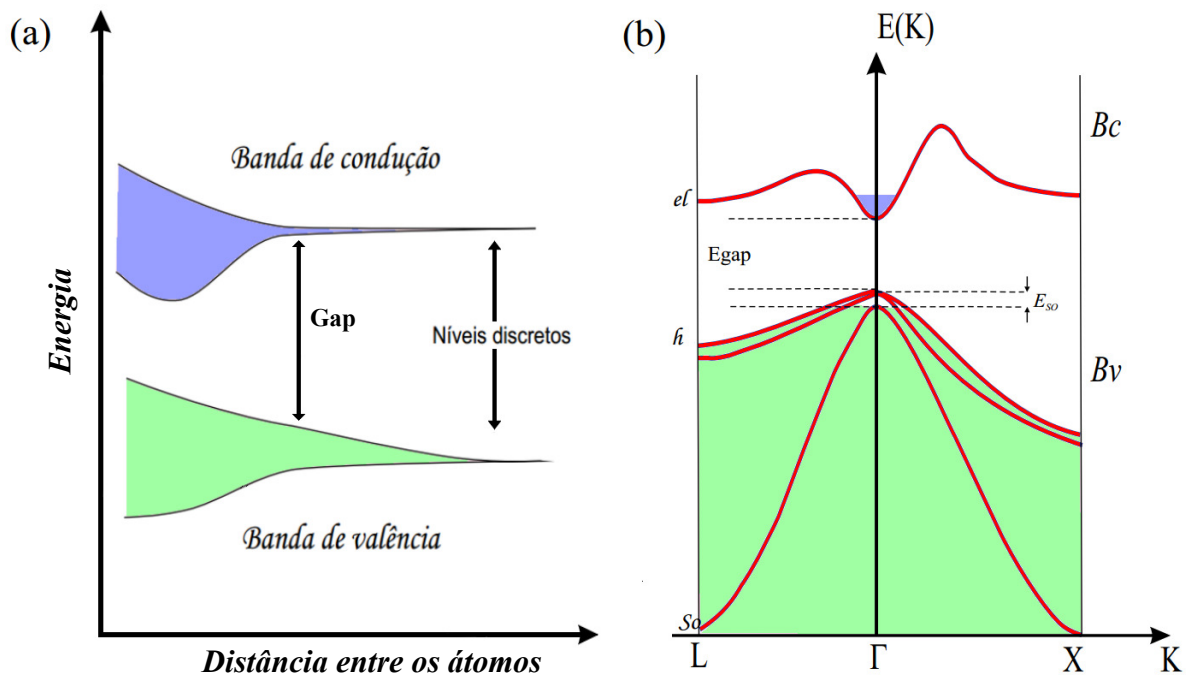 (a)
Banda de condução
Energia
Gap
Níveis discretos
Banda de valência
Distância entre os átomos
(b)
E(K)
Bc
el
Egap
E_SO
h
Bv
So
L
Γ
X
K